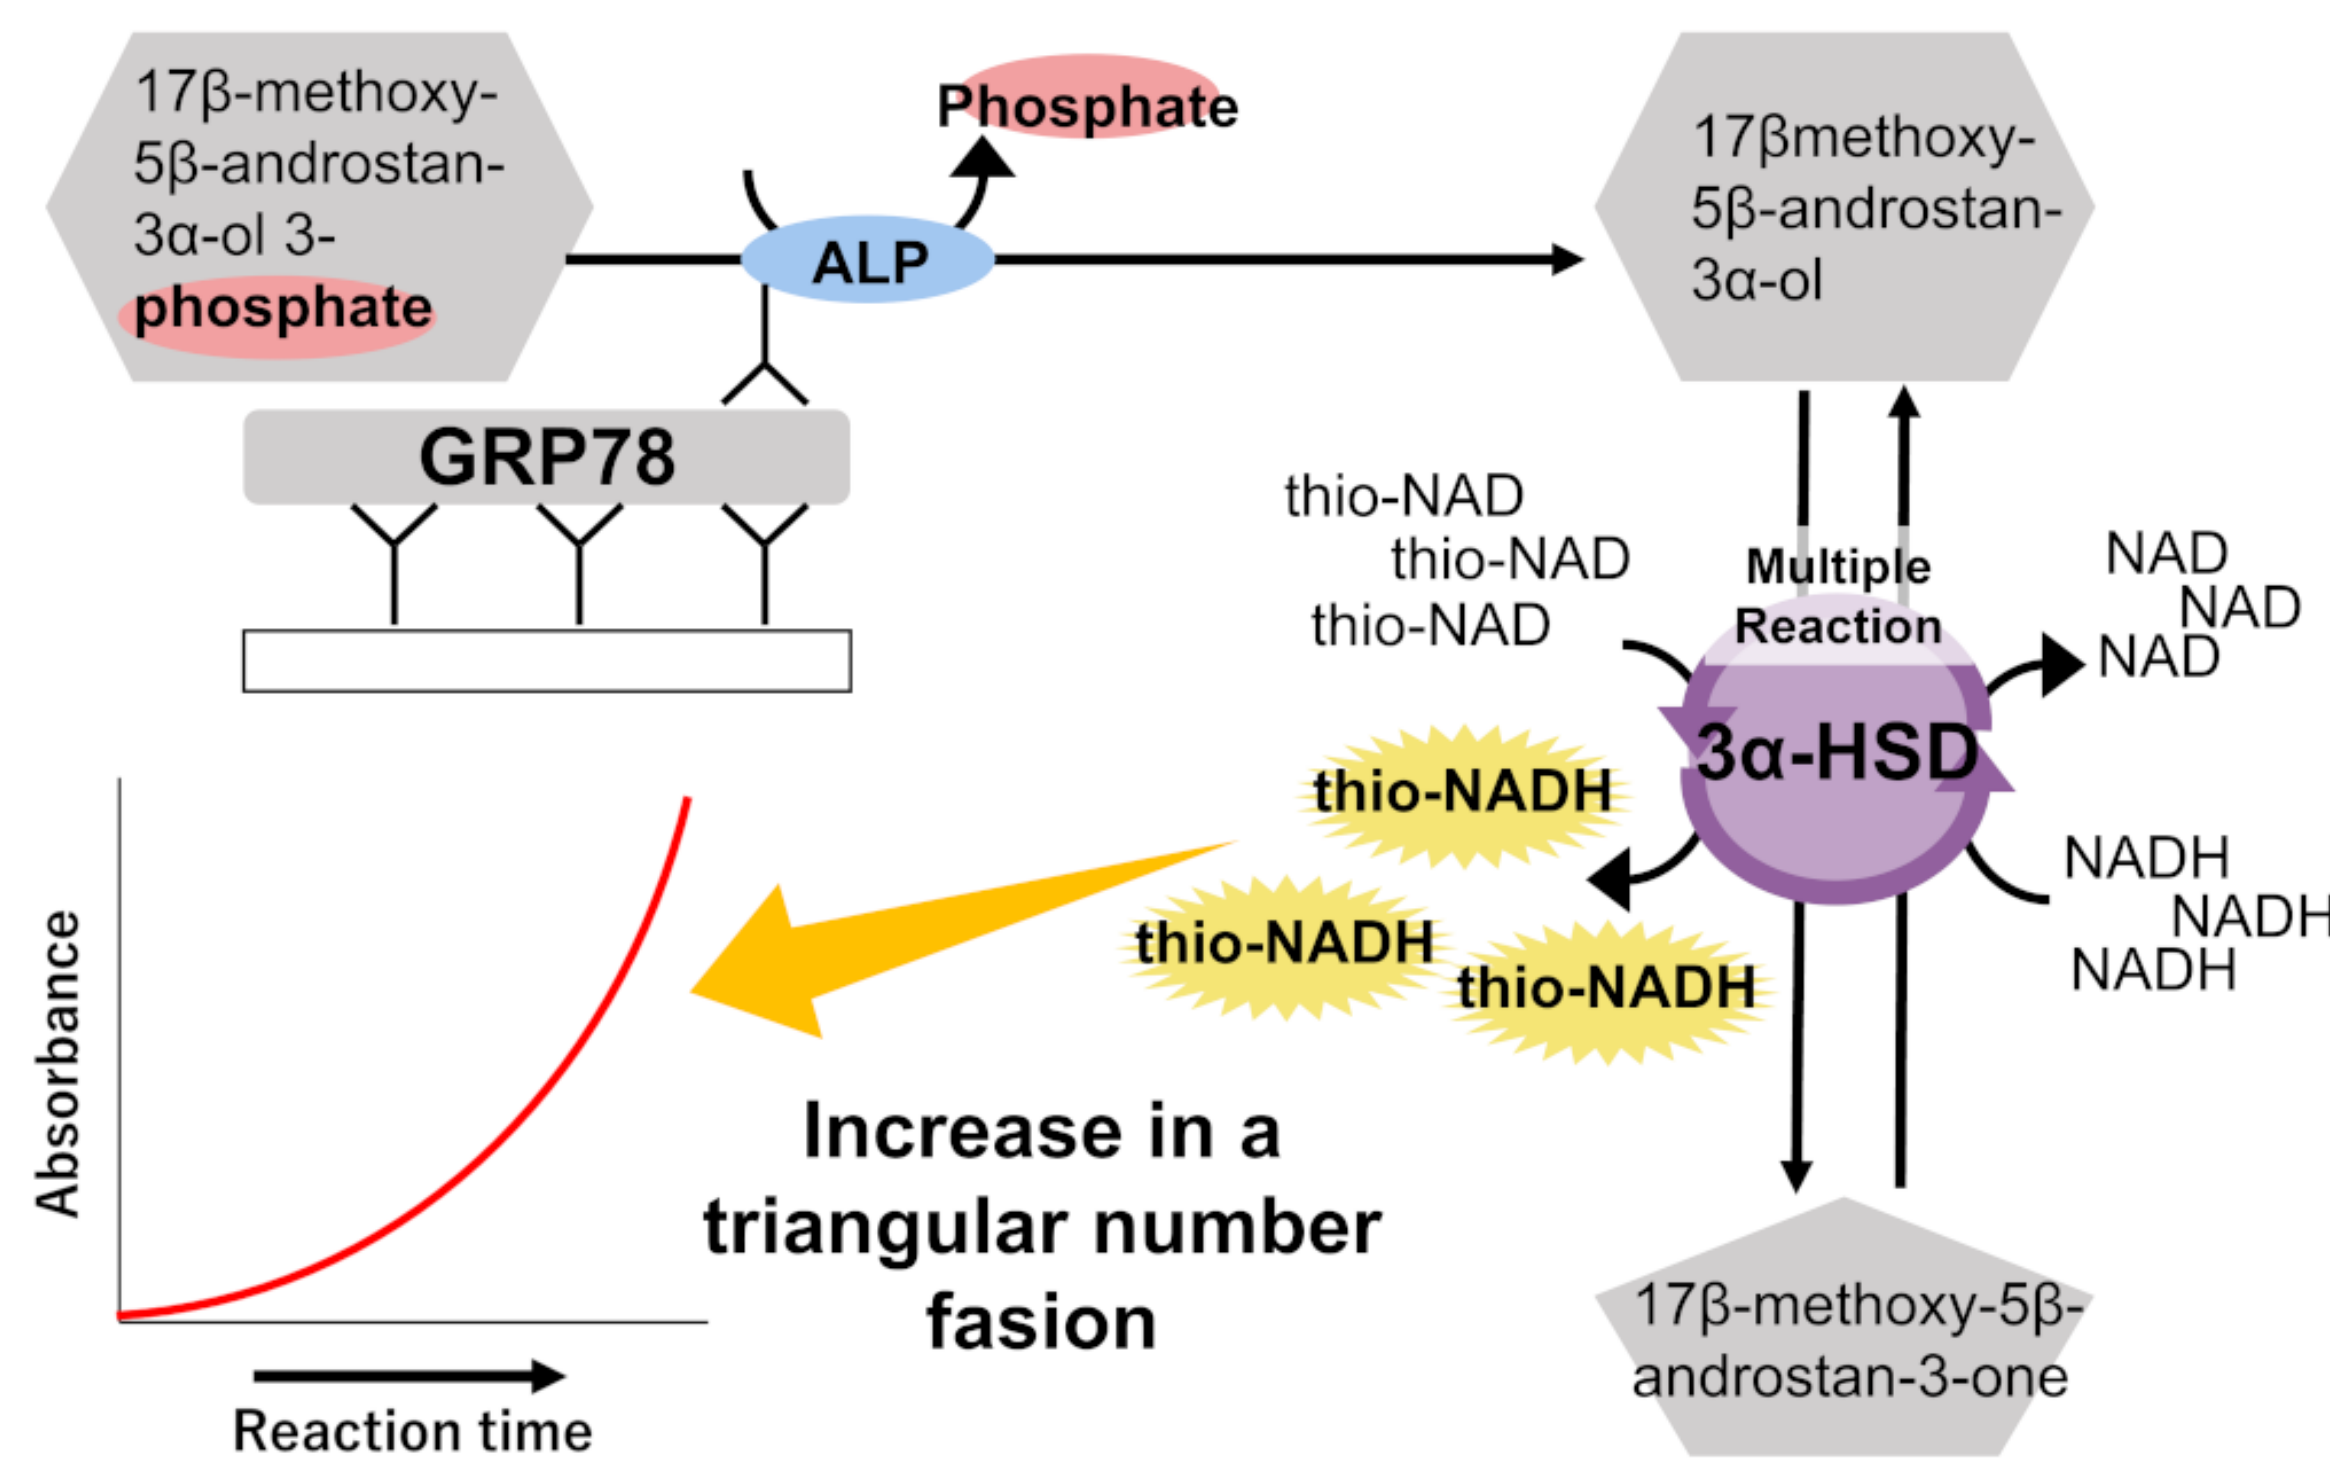 17β-methoxy-
5β-androstan-
3α-ol 3-
phosphate
Phosphate
ALP
17βmethoxy-
5β-androstan-
3α-ol
GRP78
thio-NAD
thio-NAD
thio-NAD
Multiple
Reaction
NAD
NAD
NAD
3α-HSD
thio-NADH
thio-NADH
thio-NADH
NADH
NADH
NADH
Absorbance
Reaction time
Increase in a
triangular number
fasion
17β-methoxy-5β-
androstan-3-one